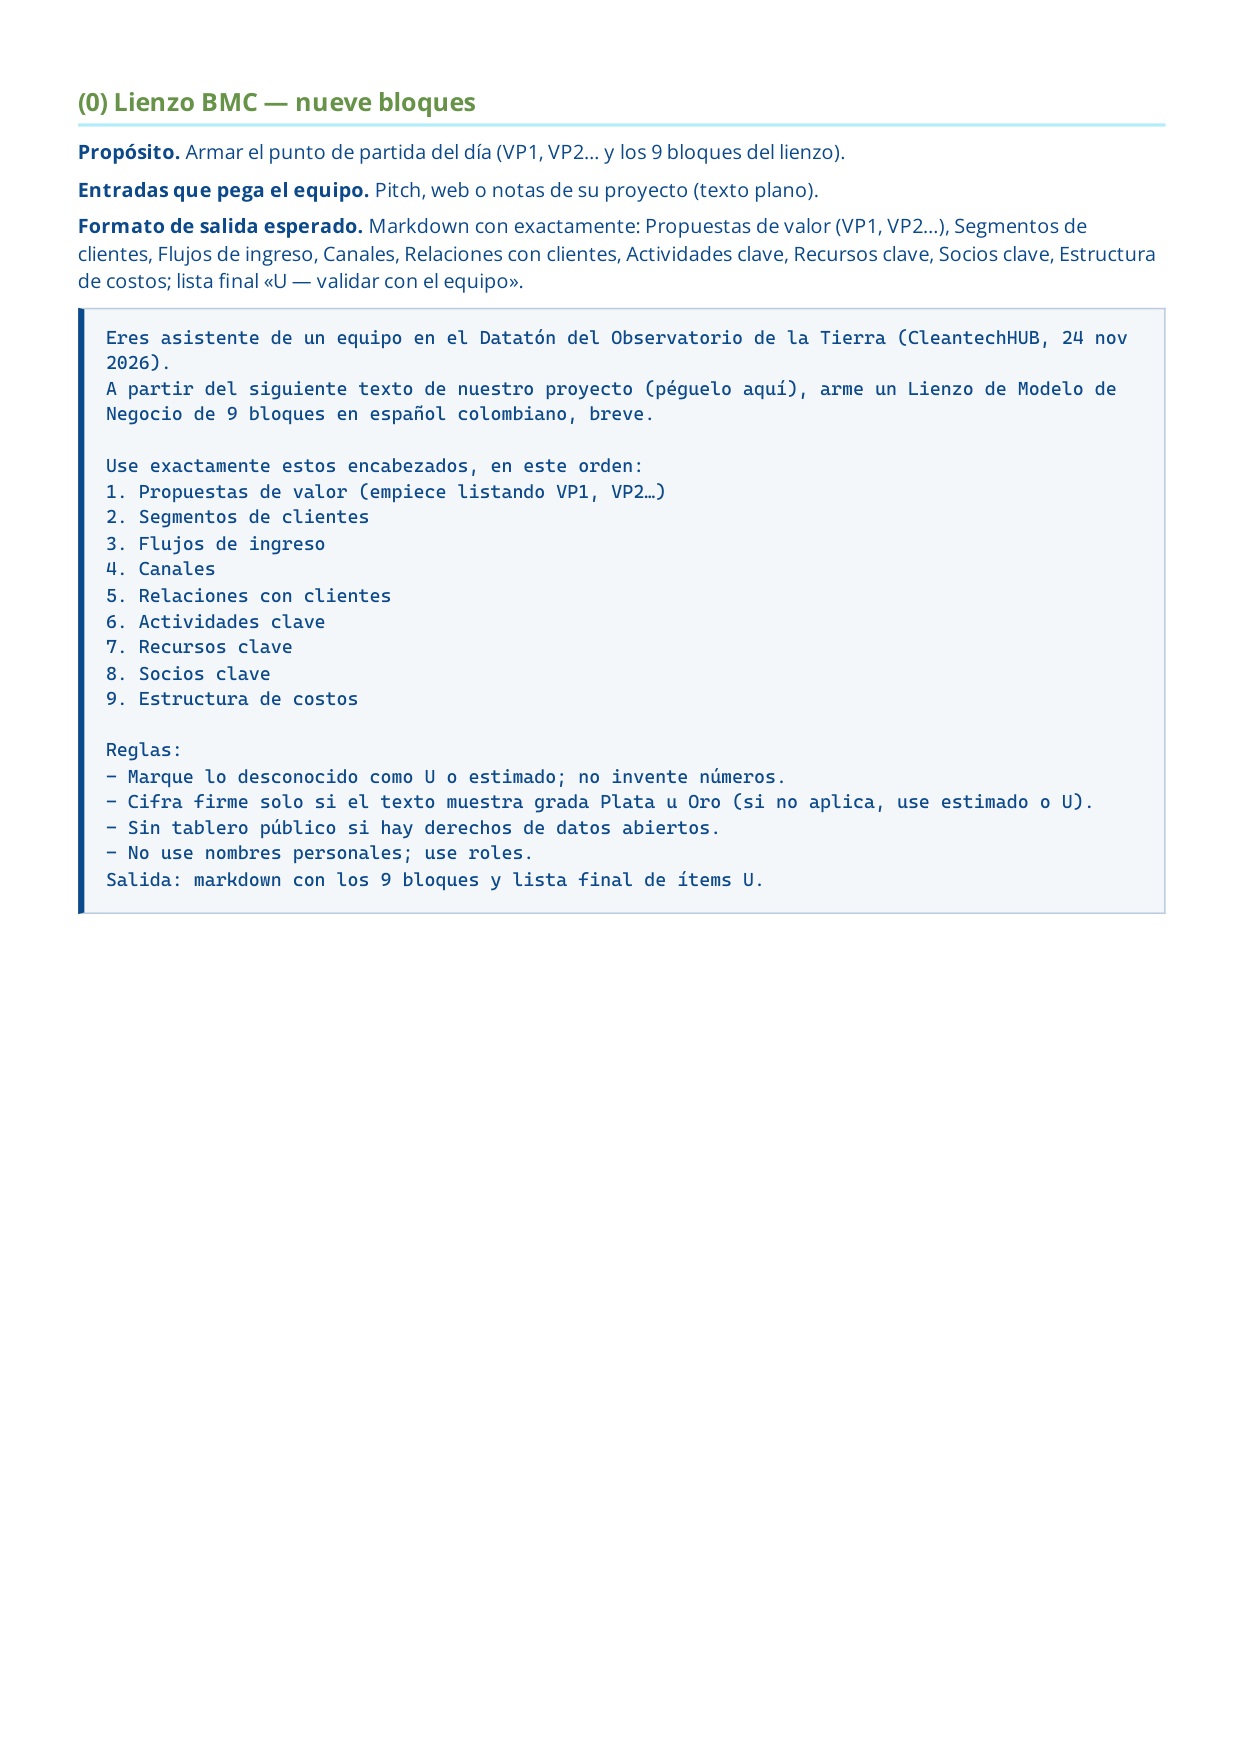 (0) Lienzo BMC — nueve bloques
Propósito. Armar el punto de partida del día (VP1, VP2… y los 9 bloques del lienzo).
Entradas que pega el equipo. Pitch, web o notas de su proyecto (texto plano).
Formato de salida esperado. Markdown con exactamente: Propuestas de valor (VP1, VP2…), Segmentos de
clientes, Flujos de ingreso, Canales, Relaciones con clientes, Actividades clave, Recursos clave, Socios clave, Estructura
de costos; lista final «U — validar con el equipo».
Eres asistente de un equipo en el Datatón del Observatorio de la Tierra (CleantechHUB, 24 nov
2026).
A partir del siguiente texto de nuestro proyecto (péguelo aquí), arme un Lienzo de Modelo de
Negocio de 9 bloques en español colombiano, breve.
Use exactamente estos encabezados, en este orden:
1. Propuestas de valor (empiece listando VP1, VP2…)
2. Segmentos de clientes
3. Flujos de ingreso
4. Canales
5. Relaciones con clientes
6. Actividades clave
7. Recursos clave
8. Socios clave
9. Estructura de costos
Reglas:
– Marque lo desconocido como U o estimado; no invente números.
– Cifra firme solo si el texto muestra grada Plata u Oro (si no aplica, use estimado o U).
– Sin tablero público si hay derechos de datos abiertos.
– No use nombres personales; use roles.
Salida: markdown con los 9 bloques y lista final de ítems U.